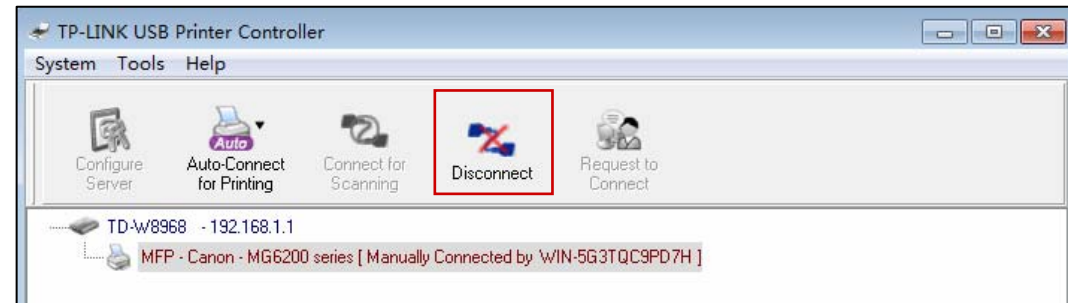 TP-LINK USB Printer Controller
System Tools Help
Auto
Configure Server
Auto-Connect for Printing
Connect for Scanning
Disconnect
Request to Connect
TD-W8968 - 192.168.1.1
MFP - Canon - MG6200 series [ Manually Connected by WIN-5G3TQC9PD7H ]